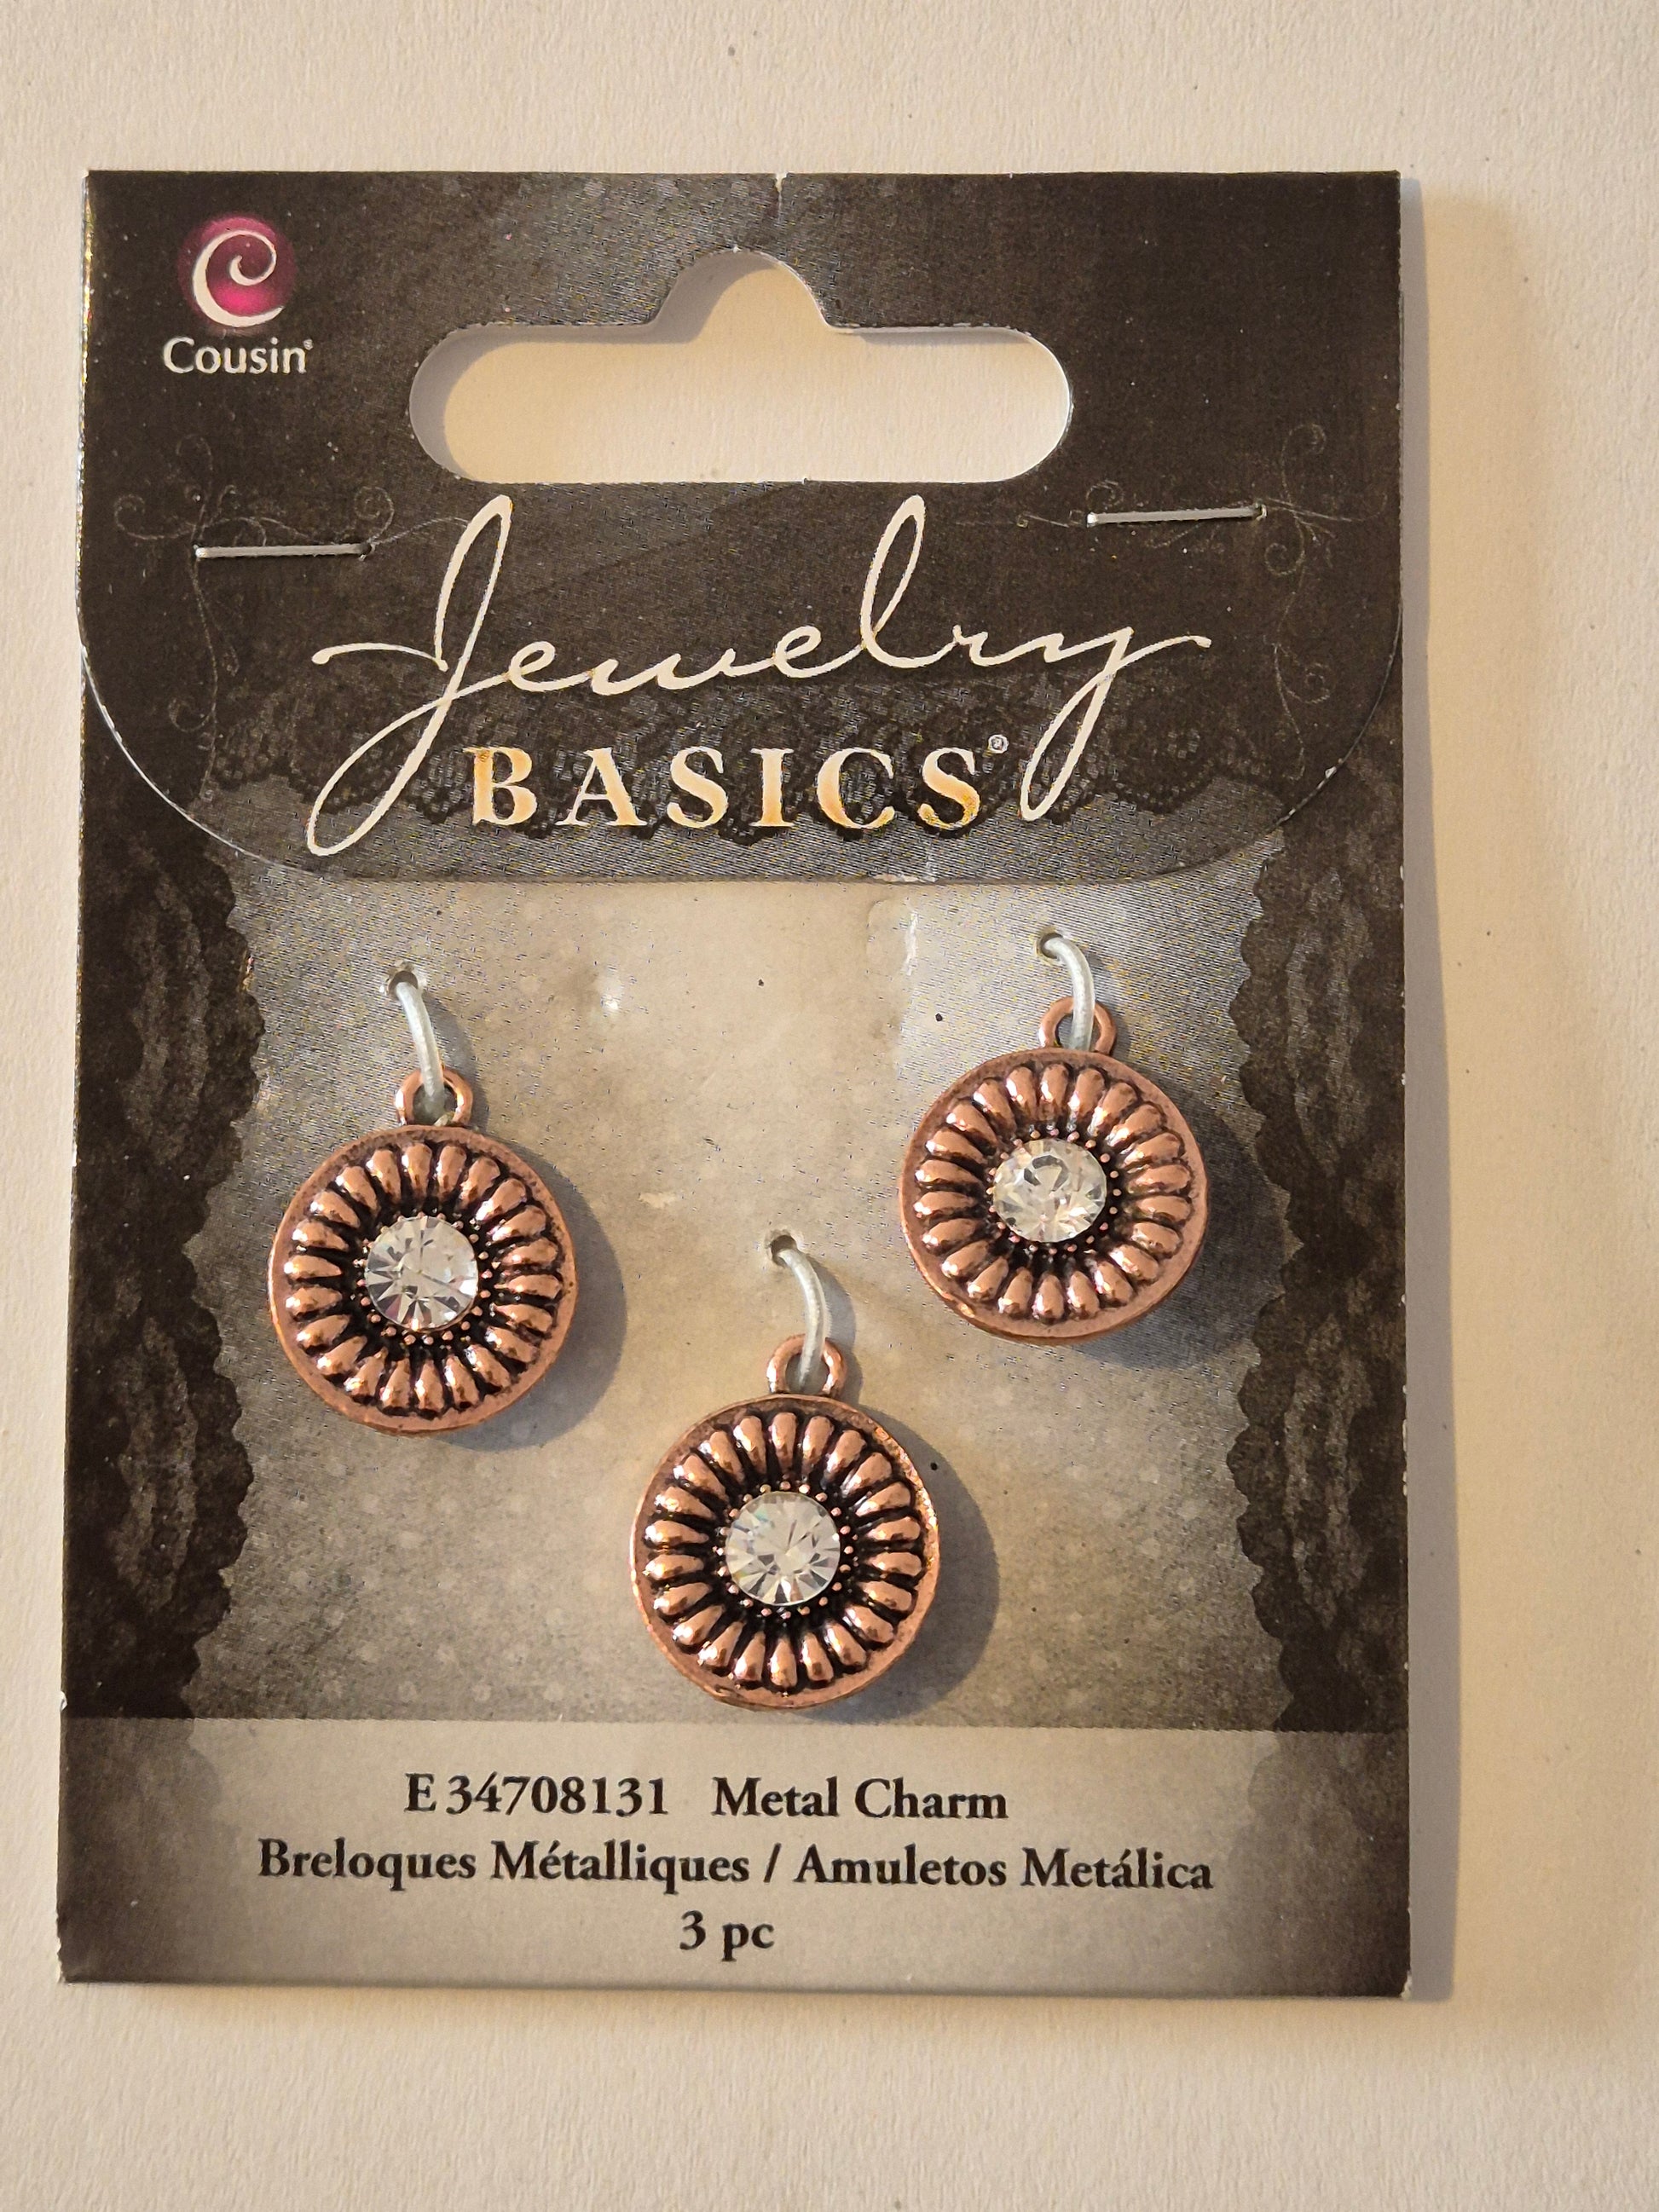 Cousin®
Jewelry
BASICS®
E 34708131 Metal Charm
Breloques Métalliques / Amuletos Metálica
3 pc